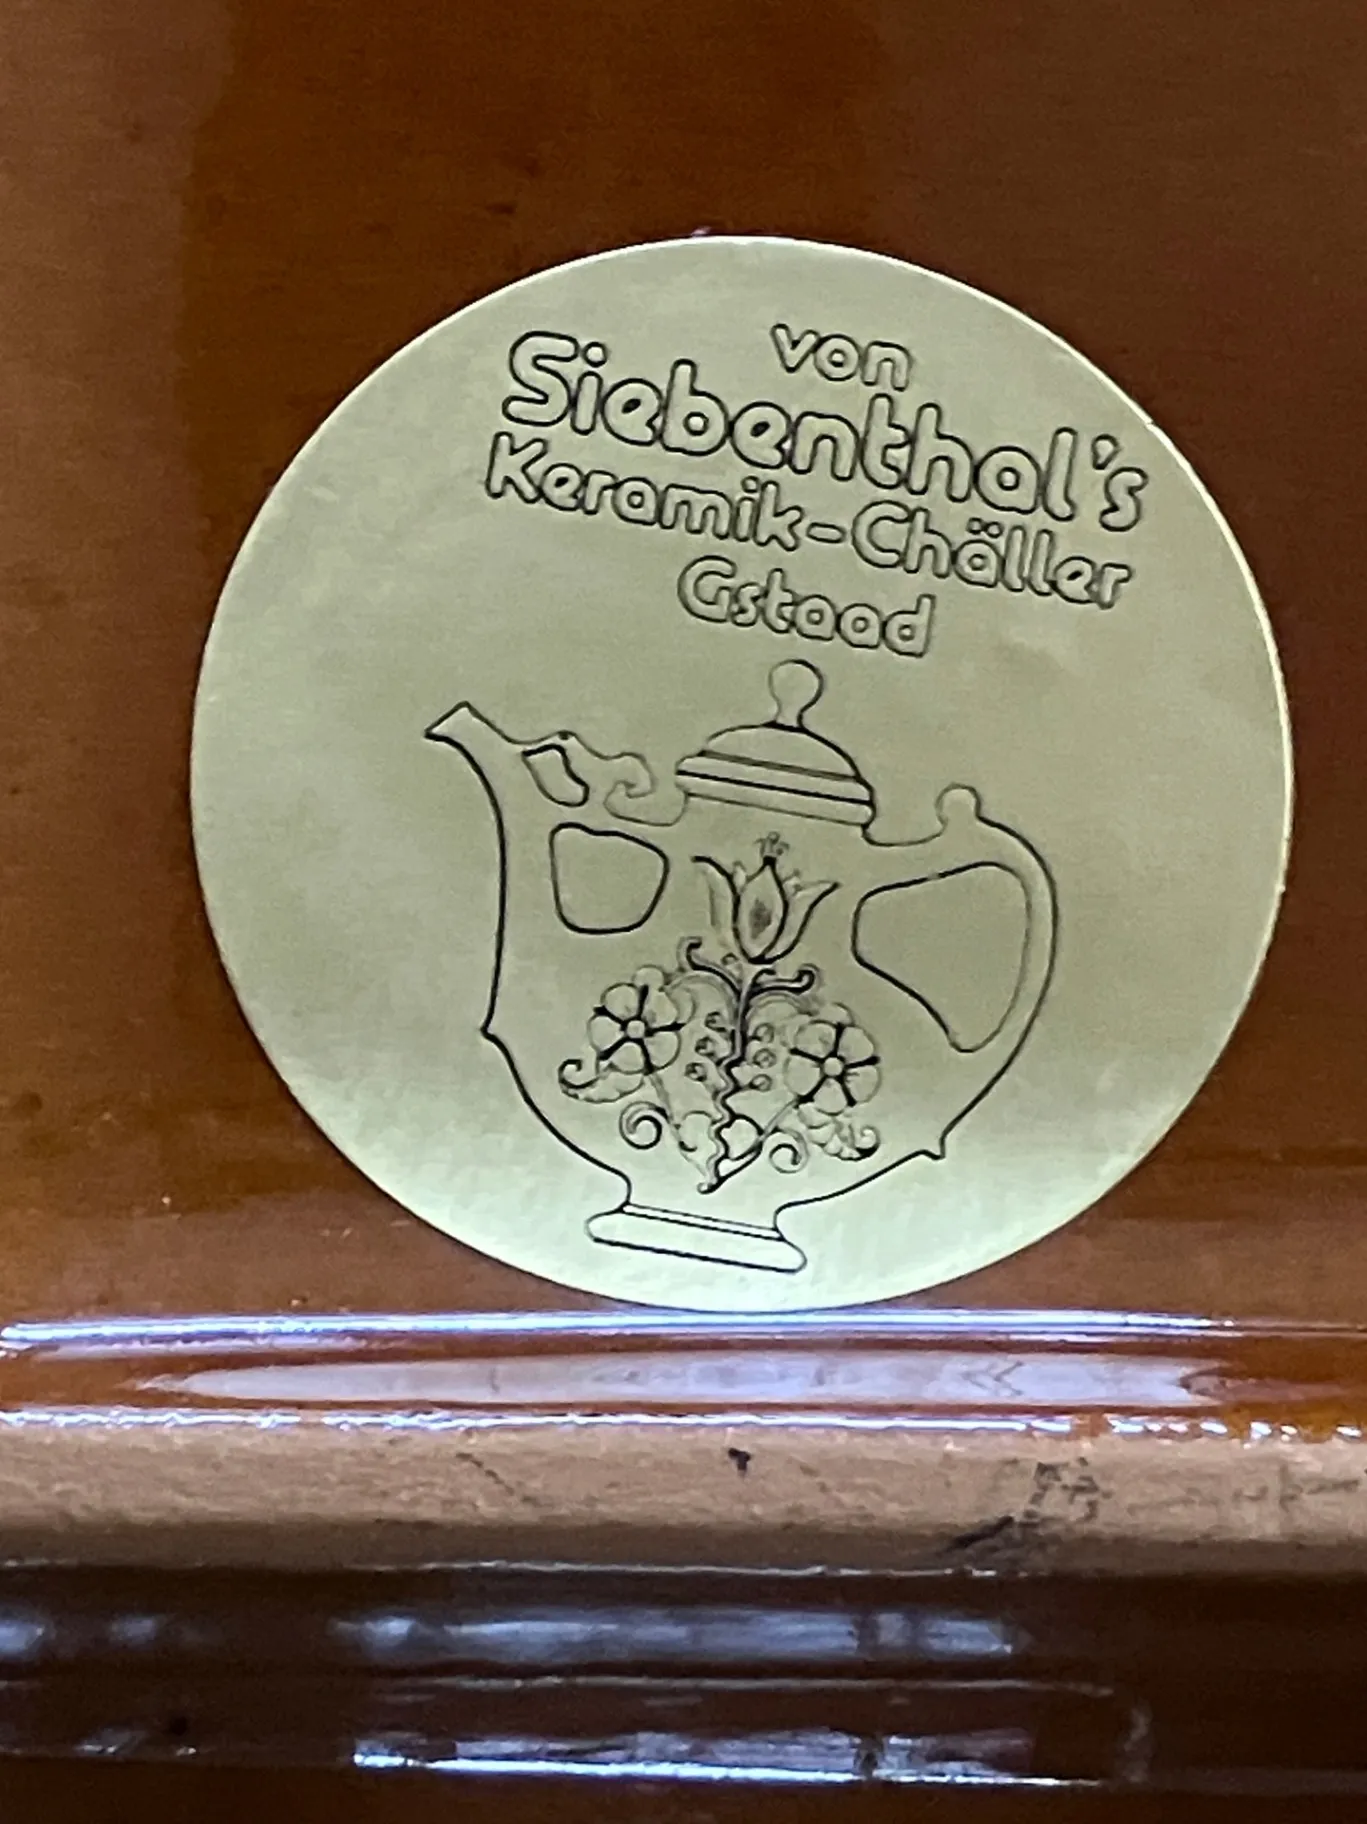 von
Siebenthal's
Keramik-Chäller
Gstaad